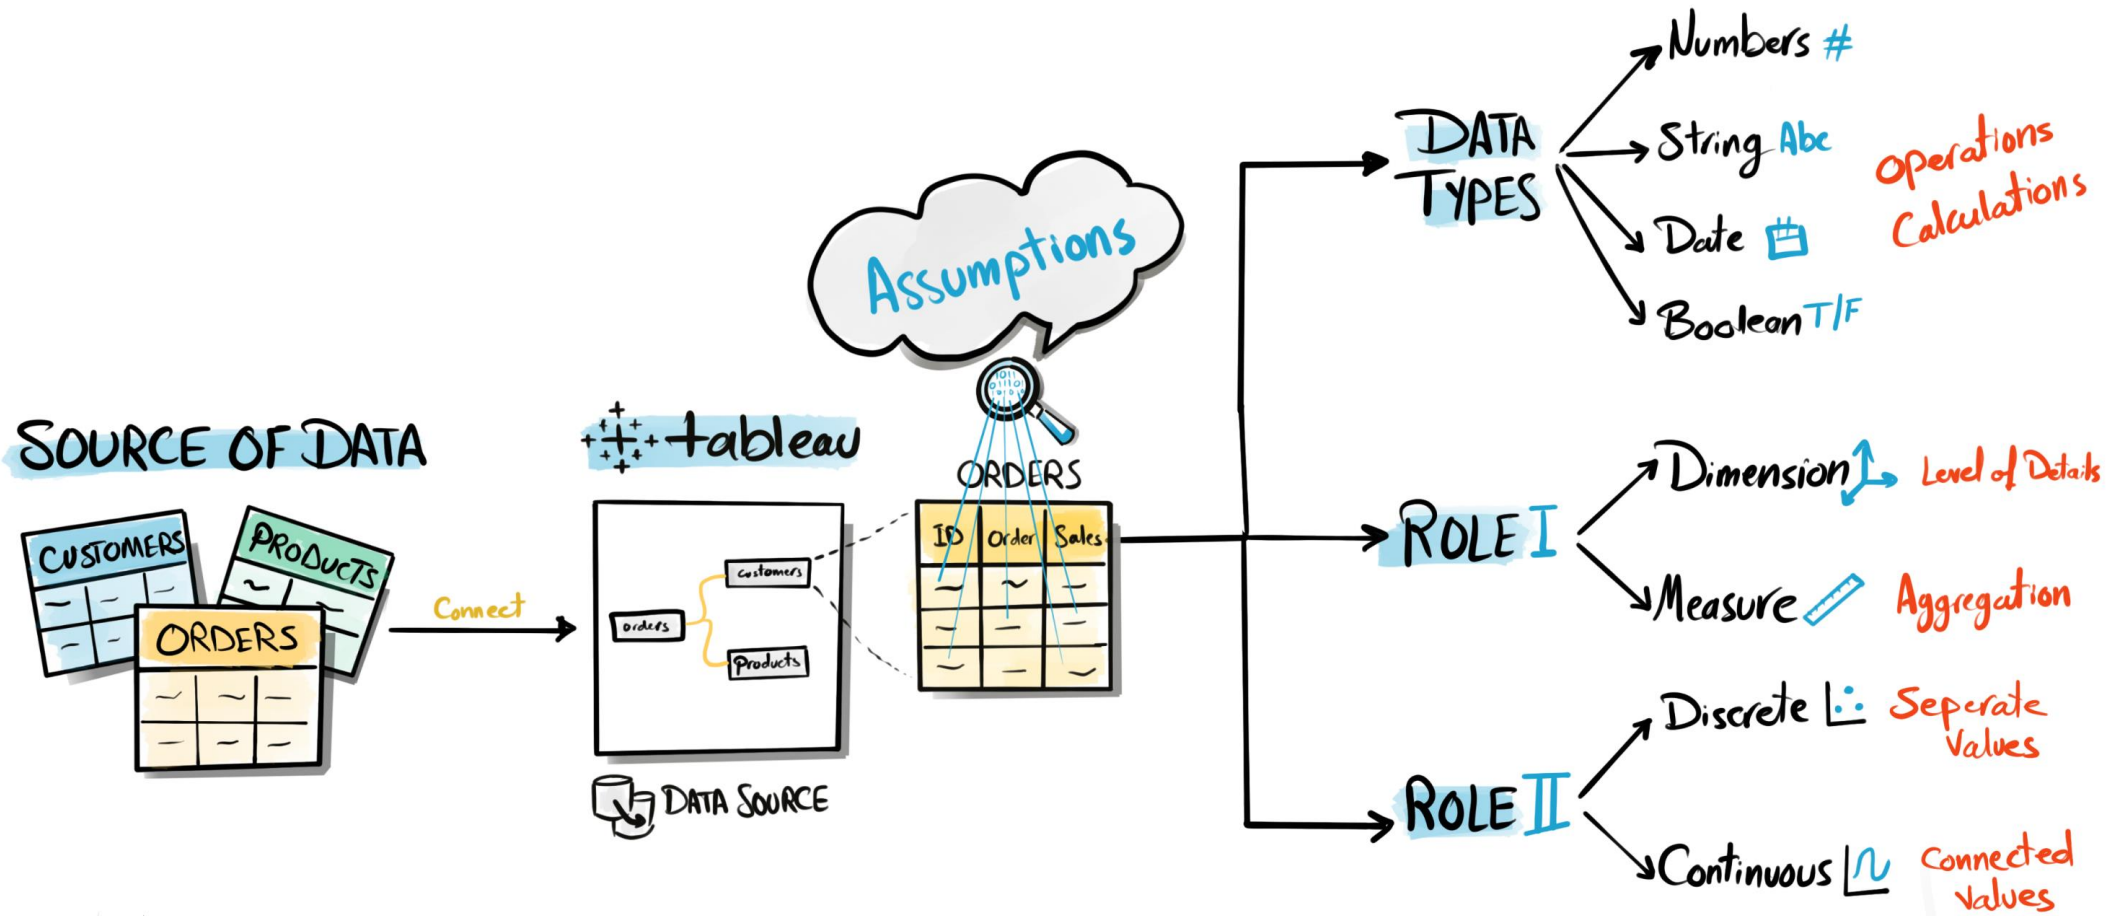 SOURCE OF DATA
CUSTOMERS
PRODUCTS
ORDERS
Connect
tableau
orders
customers
Products
DATA SOURCE
Assumptions
1011
01101
ORDERS
ID Order Sales
DATA
TYPES
Numbers #
String Abc
Date
Boolean T/F
Operations
Calculations
ROLE I
Dimension Level of Details
Measure Aggregation
ROLE II
Discrete Seperate
Values
Continuous Connected
Values